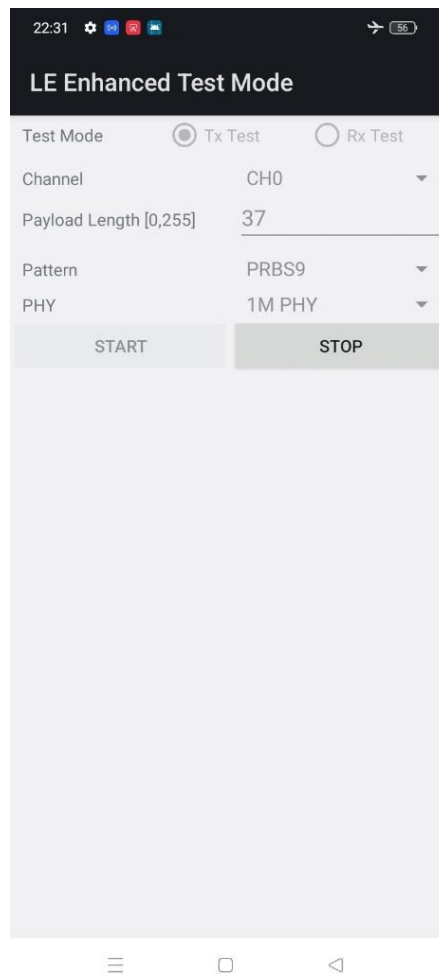 22:31 56
LE Enhanced Test Mode
Test Mode Tx Test Rx Test
Channel CH0
Payload Length [0,255] 37
Pattern PRBS9
PHY 1M PHY
START STOP